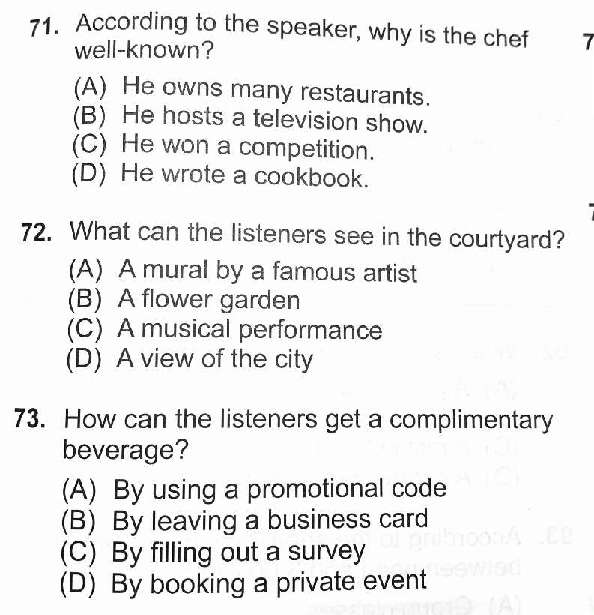 71. According to the speaker, why is the chef
well-known?
(A) He owns many restaurants.
(B) He hosts a television show.
(C) He won a competition.
(D) He wrote a cookbook.
72. What can the listeners see in the courtyard?
(A) A mural by a famous artist
(B) A flower garden
(C) A musical performance
(D) A view of the city
73. How can the listeners get a complimentary
beverage?
(A) By using a promotional code
(B) By leaving a business card
(C) By filling out a survey
(D) By booking a private event